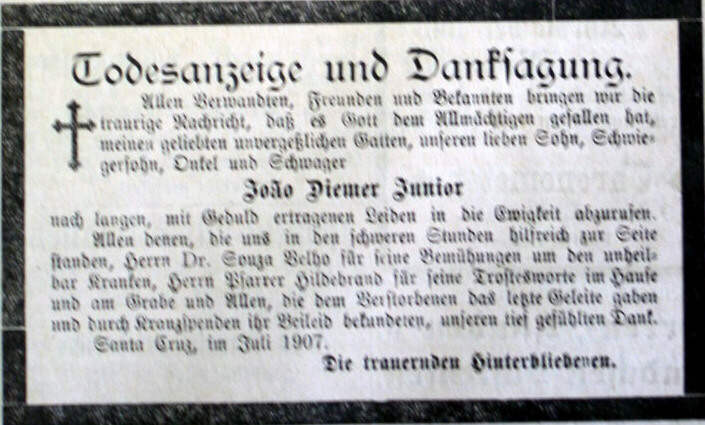 Todesanzeige und Dankſagung.
Allen Verwandten, Freunden und Bekannten bringen wir die
traurige Nachricht, daß es Gott dem Allmächtigen gefallen hat,
meinen geliebten unvergeßlichen Gatten, unſeren lieben Sohn, Schwie-
gerſohn, Onkel und Schwager
João Diemer Junior
nach langen, mit Geduld ertragenen Leiden in die Ewigkeit abzurufen.
Allen denen, die uns in den ſchweren Stunden hilfreich zur Seite
ſtanden, Herrn Dr. Souza Velho für ſeine Bemühungen um den unheil-
bar Kranken, Herrn Pfarrer Hildebrand für ſeine Troſtesworte im Hauſe
und am Grabe und Allen, die dem Verſtorbenen das letzte Geleite gaben
und durch Kranzſpenden ihr Beileid bekundeten, unſeren tief gefühlten Dank.
Santa Cruz, im Juli 1907.
Die trauernden Hinterbliebenen.